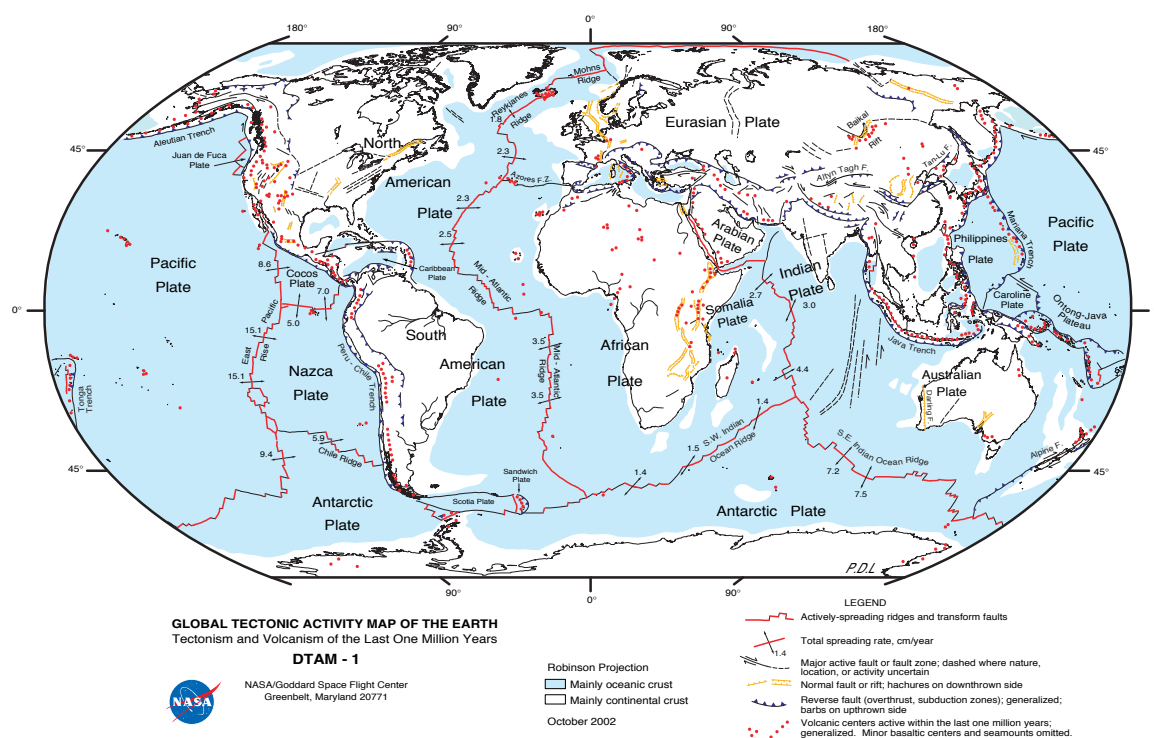 180°
90°
0°
90°
180°
Mohns
Ridge
Reykjanes
Ridge
1.8
Aleutian Trench
45°
Juan de Fuca
Plate
North
American
Plate
2.3
Azores F.Z.
2.3
2.5
Eurasian Plate
Baikal
Rift
Altyn Tagh F.
Tan-Lu F.
45°
Arabian
Plate
Indian
Plate
Philippines
Plate
Mariana Trench
Pacific
Plate
Pacific
Plate
8.6
Cocos
Plate
7.0
5.0
Caribbean
Plate
Mid - Atlantic
Ridge
2.7
3.0
Somalia
Plate
Caroline
Plate
Ontong-Java
Plateau
0°
East Pacific
Rise
15.1
15.1
South
American
Plate
3.5
Mid - Atlantic
Ridge
3.5
African
Plate
Java Trench
Tonga
Trench
Nazca
Plate
Peru - Chile Trench
4.4
Australian
Plate
Darling F.
1.4
5.9
Chile Ridge
9.4
S.W. Indian
Ocean Ridge
1.5
1.4
S.E. Indian Ocean Ridge
7.2
7.5
Alpine F.
45°
45°
Sandwich
Plate
Scotia Plate
Antarctic
Plate
Antarctic Plate
P.D.L
90°
0°
90°
GLOBAL TECTONIC ACTIVITY MAP OF THE EARTH
Tectonism and Volcanism of the Last One Million Years
DTAM - 1
NASA
NASA/Goddard Space Flight Center
Greenbelt, Maryland 20771
Robinson Projection
Mainly oceanic crust
Mainly continental crust
October 2002
LEGEND
Actively-spreading ridges and transform faults
Total spreading rate, cm/year
1.4
Major active fault or fault zone; dashed where nature,
location, or activity uncertain
Normal fault or rift; hachures on downthrown side
Reverse fault (overthrust, subduction zones); generalized;
barbs on upthrown side
Volcanic centers active within the last one million years;
generalized. Minor basaltic centers and seamounts omitted.